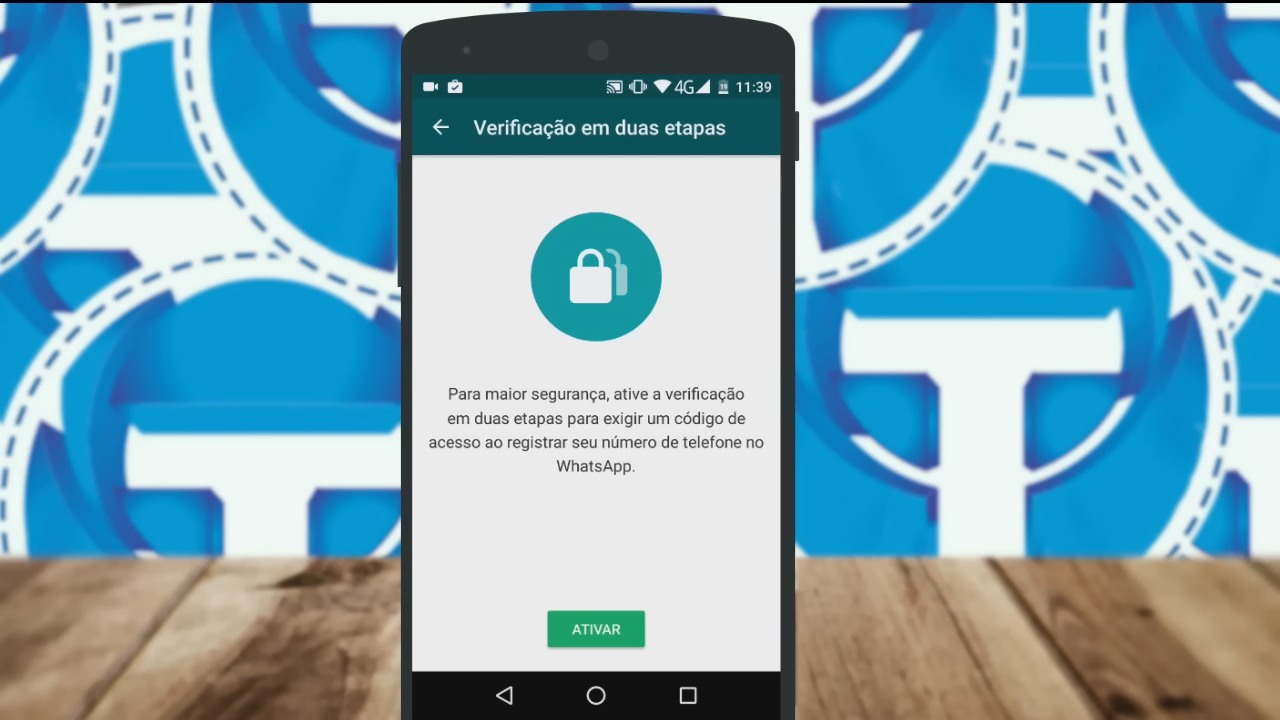 4G 11:39
Verificação em duas etapas
Para maior segurança, ative a verificação
em duas etapas para exigir um código de
acesso ao registrar seu número de telefone no
WhatsApp.
ATIVAR